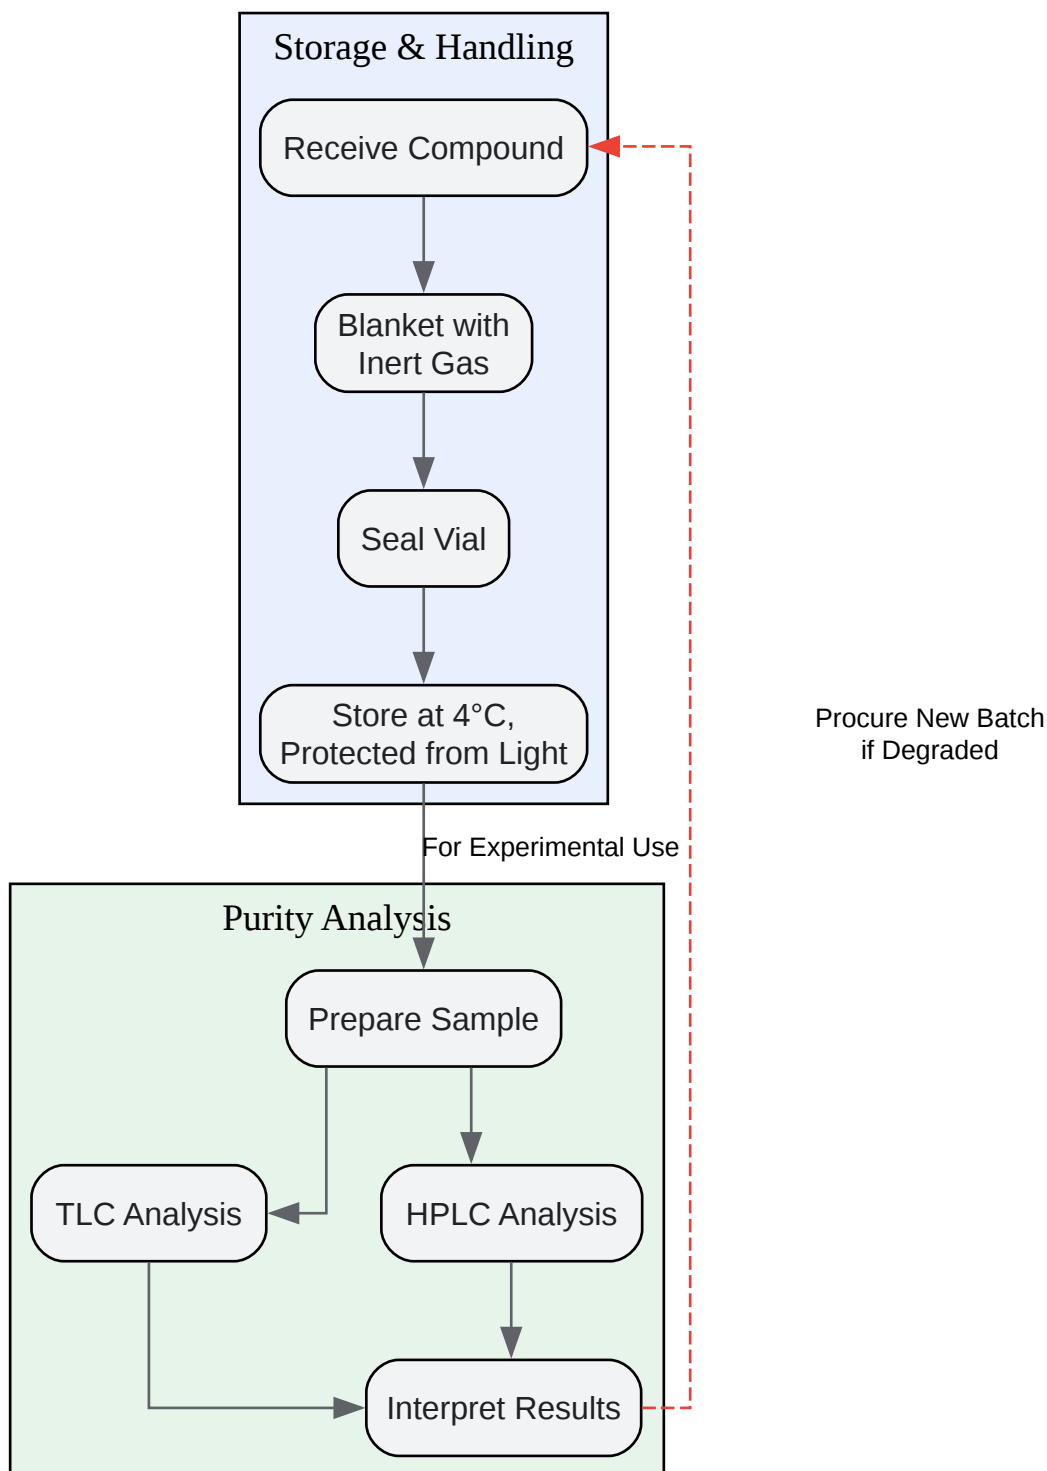 Storage & Handling
Receive Compound
Blanket with
Inert Gas
Seal Vial
Store at 4°C,
Protected from Light
Procure New Batch
if Degraded
For Experimental Use
Purity Analysis
Prepare Sample
TLC Analysis
HPLC Analysis
Interpret Results